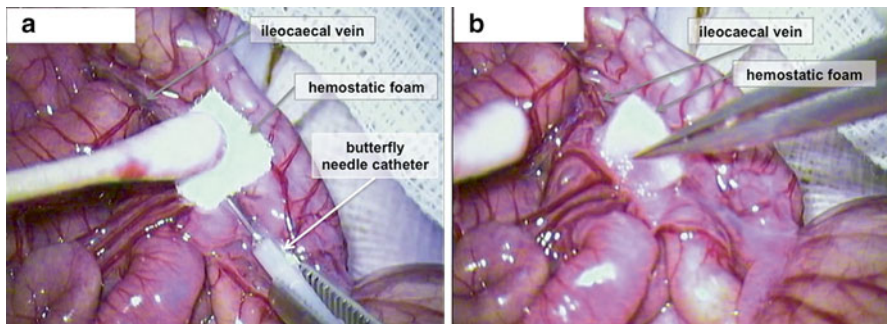 a
ileocaecal vein
hemostatic foam
butterfly
needle catheter
b
ileocaecal vein
hemostatic foam